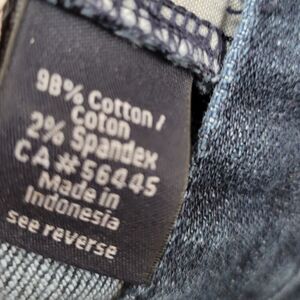 98% Cotton /
Coton
2% Spandex
CA#56445
Made in
Indonesia
see reverse